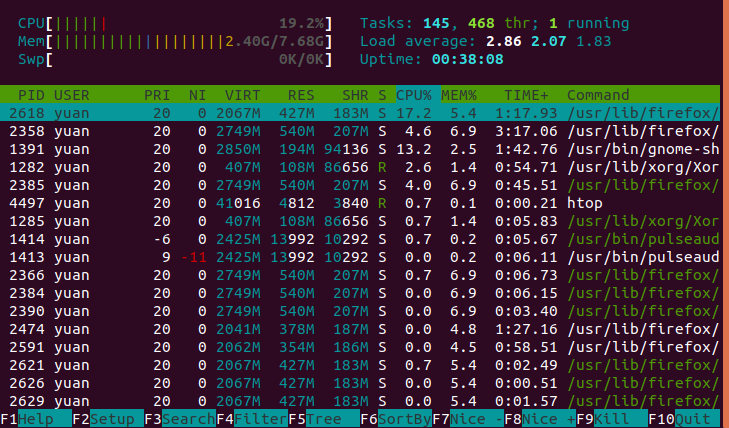 CPU[||||||                     19.2%]   Tasks: 145, 468 thr; 1 running
Mem[|||||||||||||||||||2.40G/7.68G]   Load average: 2.86 2.07 1.83
Swp[                           0K/0K]   Uptime: 00:38:08
PID USER PRI NI VIRT RES SHR S CPU% MEM% TIME+ Command
2618 yuan 20 0 2067M 427M 183M S 17.2 5.4 1:17.93 /usr/lib/firefox/
2358 yuan 20 0 2749M 540M 207M S 4.6 6.9 3:17.06 /usr/lib/firefox/
1391 yuan 20 0 2850M 194M 94136 S 13.2 2.5 1:42.76 /usr/bin/gnome-sh
1282 yuan 20 0 407M 108M 86656 R 2.6 1.4 0:54.71 /usr/lib/xorg/Xor
2385 yuan 20 0 2749M 540M 207M S 4.0 6.9 0:45.51 /usr/lib/firefox/
4497 yuan 20 0 41016 4812 3840 R 0.7 0.1 0:00.21 htop
1285 yuan 20 0 407M 108M 86656 S 0.7 1.4 0:05.83 /usr/lib/xorg/Xor
1414 yuan -6 0 2425M 13992 10292 S 0.7 0.2 0:05.67 /usr/bin/pulseaud
1413 yuan 9 -11 2425M 13992 10292 S 0.0 0.2 0:06.11 /usr/bin/pulseaud
2366 yuan 20 0 2749M 540M 207M S 0.7 6.9 0:06.73 /usr/lib/firefox/
2384 yuan 20 0 2749M 540M 207M S 0.0 6.9 0:06.15 /usr/lib/firefox/
2390 yuan 20 0 2749M 540M 207M S 0.0 6.9 0:03.40 /usr/lib/firefox/
2474 yuan 20 0 2041M 378M 187M S 0.0 4.8 1:27.16 /usr/lib/firefox/
2591 yuan 20 0 2062M 354M 186M S 0.0 4.5 0:58.51 /usr/lib/firefox/
2621 yuan 20 0 2067M 427M 183M S 0.7 5.4 0:02.49 /usr/lib/firefox/
2626 yuan 20 0 2067M 427M 183M S 0.0 5.4 0:00.51 /usr/lib/firefox/
2629 yuan 20 0 2067M 427M 183M S 0.0 5.4 0:01.57 /usr/lib/firefox/
F1Help F2Setup F3SearchF4FilterF5Tree F6SortByF7Nice -F8Nice +F9Kill F10Quit